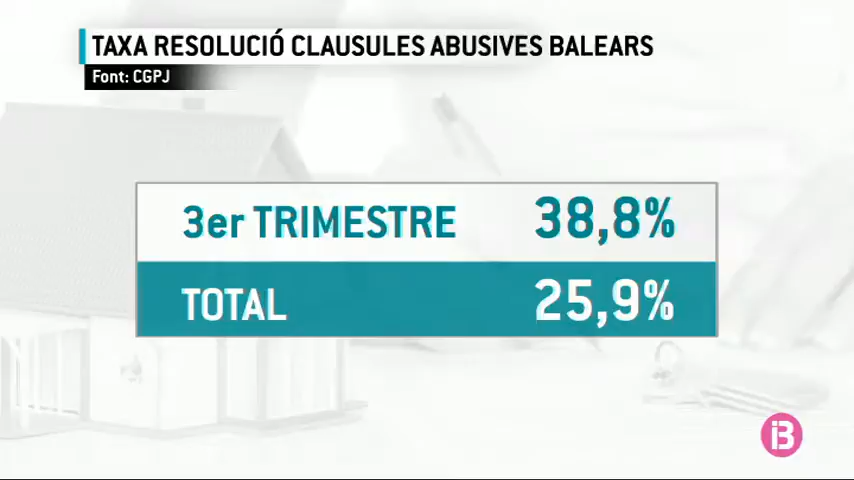 TAXA RESOLUCIÓ CLAUSULES ABUSIVES BALEARS
Font: CGPJ
3er TRIMESTRE 38,8%
TOTAL 25,9%